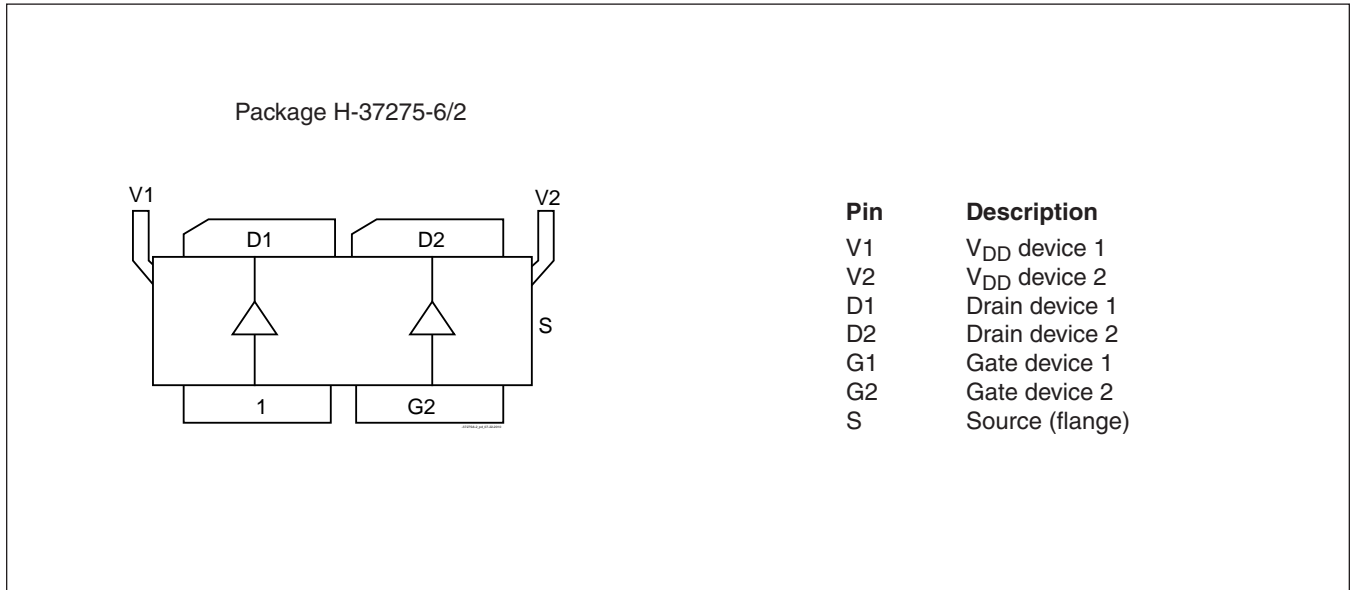 Package H-37275-6/2
V1
V2
D1
D2
S
1
G2
Pin Description
V1 VDD device 1
V2 VDD device 2
D1 Drain device 1
D2 Drain device 2
G1 Gate device 1
G2 Gate device 2
S Source (flange)